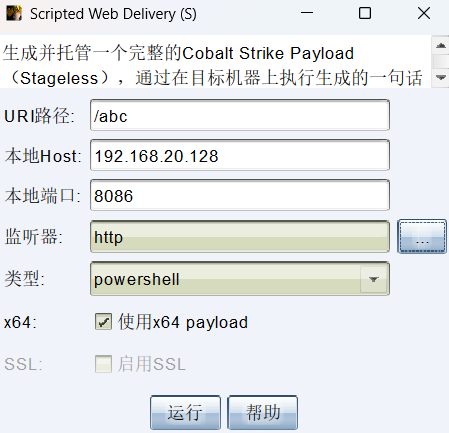 Scripted Web Delivery (S)
生成并托管一个完整的Cobalt Strike Payload
（Stageless），通过在目标机器上执行生成的一句话
URI路径: /abc
本地Host: 192.168.20.128
本地端口: 8086
监听器: http ...
类型: powershell
x64: 使用x64 payload
SSL: 启用SSL
运行 帮助